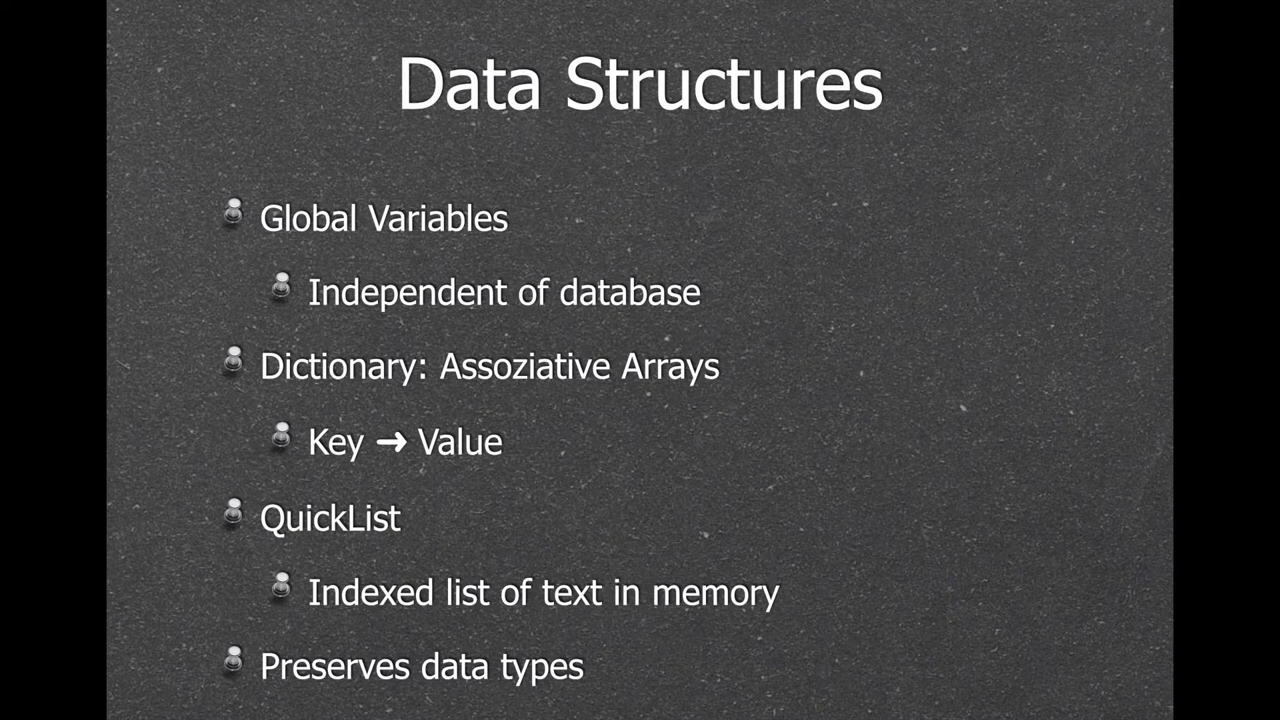 Data Structures
Global Variables
Independent of database
Dictionary: Assoziative Arrays
Key → Value
QuickList
Indexed list of text in memory
Preserves data types